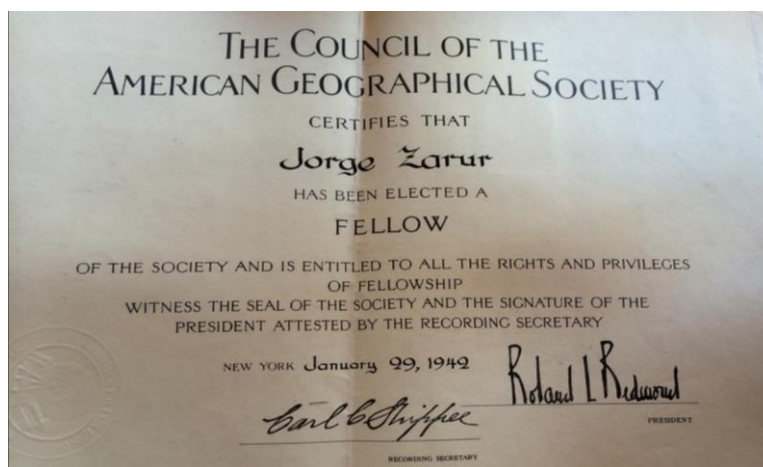 THE COUNCIL OF THE
AMERICAN GEOGRAPHICAL SOCIETY
CERTIFIES THAT
Jorge Zarur
HAS BEEN ELECTED A
FELLOW
OF THE SOCIETY AND IS ENTITLED TO ALL THE RIGHTS AND PRIVILEGES
OF FELLOWSHIP
WITNESS THE SEAL OF THE SOCIETY AND THE SIGNATURE OF THE
PRESIDENT ATTESTED BY THE RECORDING SECRETARY
NEW YORK January 29, 1942
Roland L Redmond
PRESIDENT
Carl C Shippee
RECORDING SECRETARY